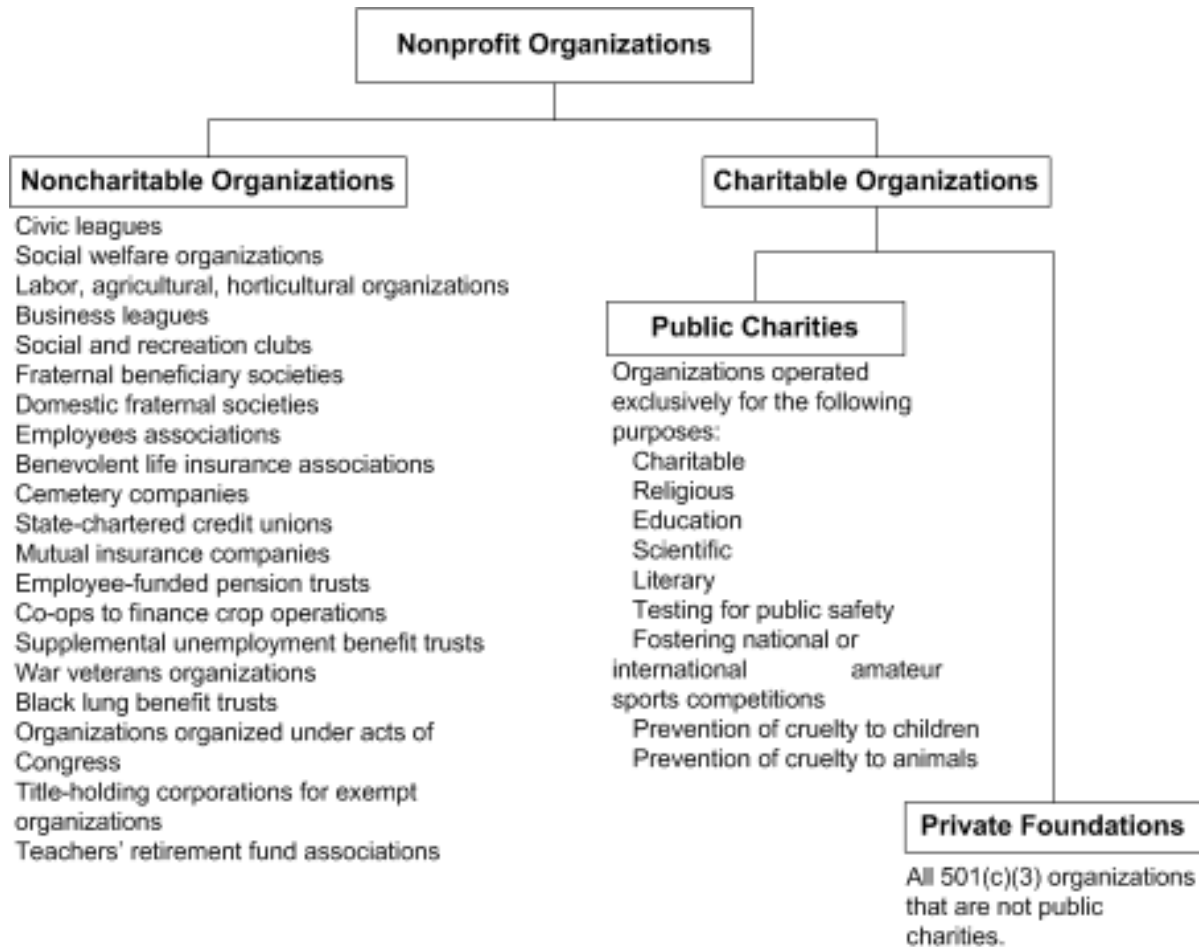 Nonprofit Organizations
Noncharitable Organizations
Civic leagues
Social welfare organizations
Labor, agricultural, horticultural organizations
Business leagues
Social and recreation clubs
Fraternal beneficiary societies
Domestic fraternal societies
Employees associations
Benevolent life insurance associations
Cemetery companies
State-chartered credit unions
Mutual insurance companies
Employee-funded pension trusts
Co-ops to finance crop operations
Supplemental unemployment benefit trusts
War veterans organizations
Black lung benefit trusts
Organizations organized under acts of
Congress
Title-holding corporations for exempt
organizations
Teachers' retirement fund associations
Charitable Organizations
Public Charities
Organizations operated
exclusively for the following
purposes:
Charitable
Religious
Education
Scientific
Literary
Testing for public safety
Fostering national or
international amateur
sports competitions
Prevention of cruelty to children
Prevention of cruelty to animals
Private Foundations
All 501(c)(3) organizations
that are not public
charities.